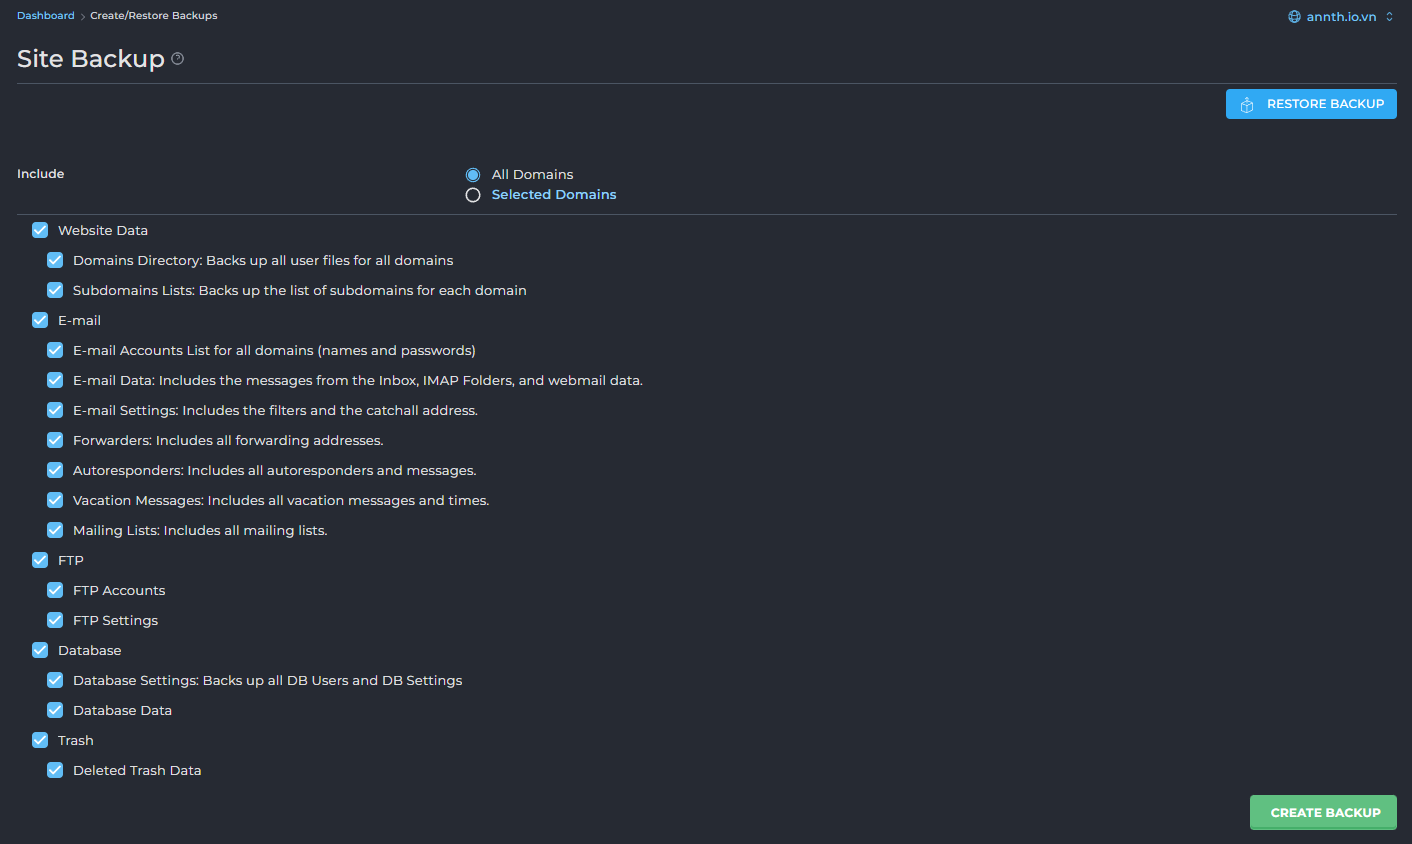 Dashboard > Create/Restore Backups
annth.io.vn
Site Backup
RESTORE BACKUP
Include
All Domains
Selected Domains
Website Data
Domains Directory: Backs up all user files for all domains
Subdomains Lists: Backs up the list of subdomains for each domain
E-mail
E-mail Accounts List for all domains (names and passwords)
E-mail Data: Includes the messages from the Inbox, IMAP Folders, and webmail data.
E-mail Settings: Includes the filters and the catchall address.
Forwarders: Includes all forwarding addresses.
Autoresponders: Includes all autoresponders and messages.
Vacation Messages: Includes all vacation messages and times.
Mailing Lists: Includes all mailing lists.
FTP
FTP Accounts
FTP Settings
Database
Database Settings: Backs up all DB Users and DB Settings
Database Data
Trash
Deleted Trash Data
CREATE BACKUP